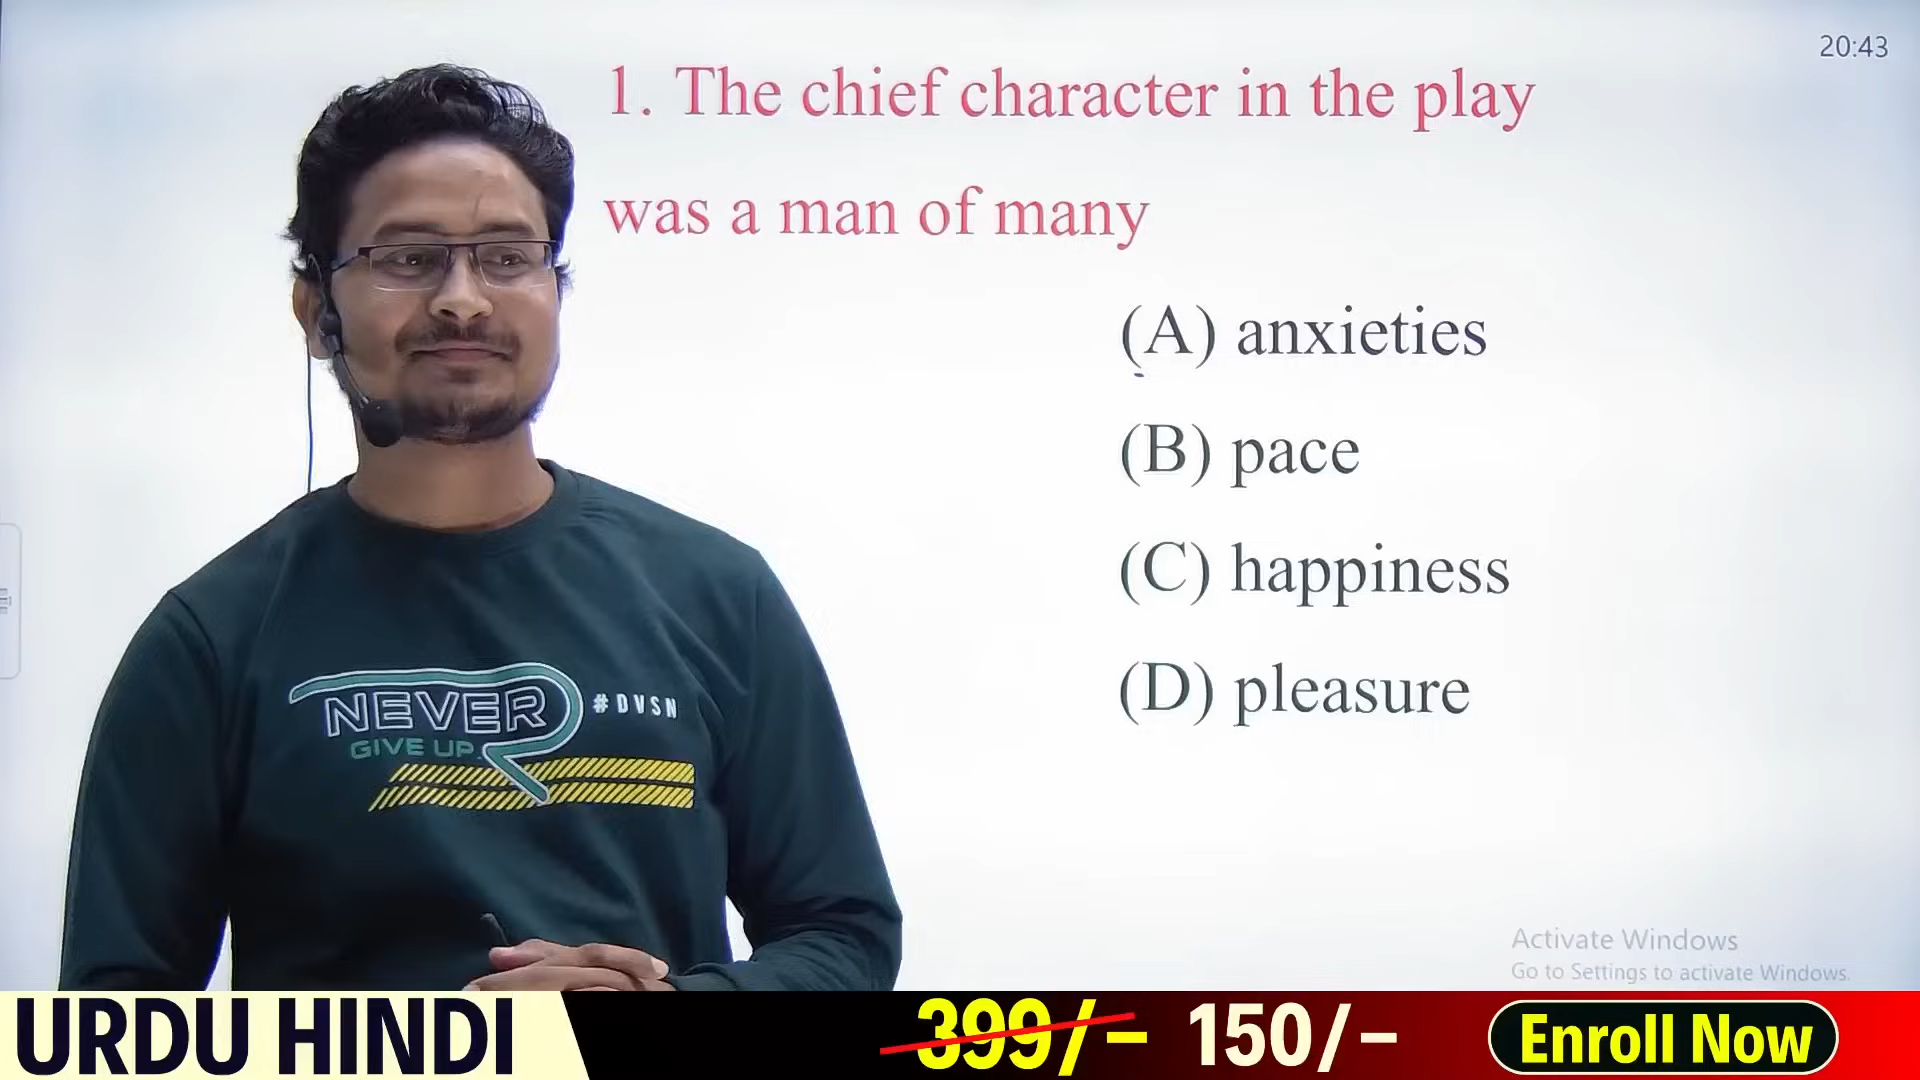 20:43
1. The chief character in the play
was a man of many
(A) anxieties
(B) pace
(C) happiness
(D) pleasure
NEVER
#DVSN
GIVE UP
Activate Windows
Go to Settings to activate Windows.
URDU HINDI
399/- 150/-
Enroll Now